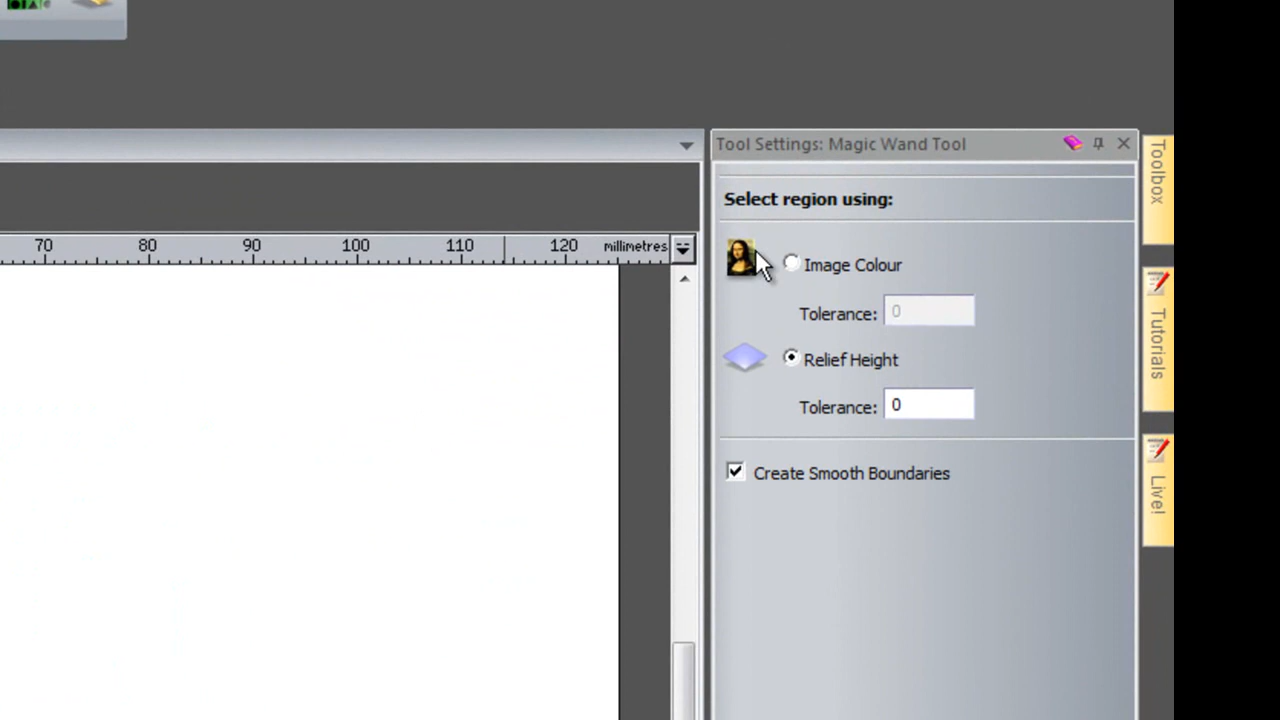 Tool Settings: Magic Wand Tool
Select region using:
70 80 90 100 110 120 millimetres
Image Colour
Tolerance: 0
Relief Height
Tolerance: 0
Create Smooth Boundaries
Toolbox
Tutorials
Live!